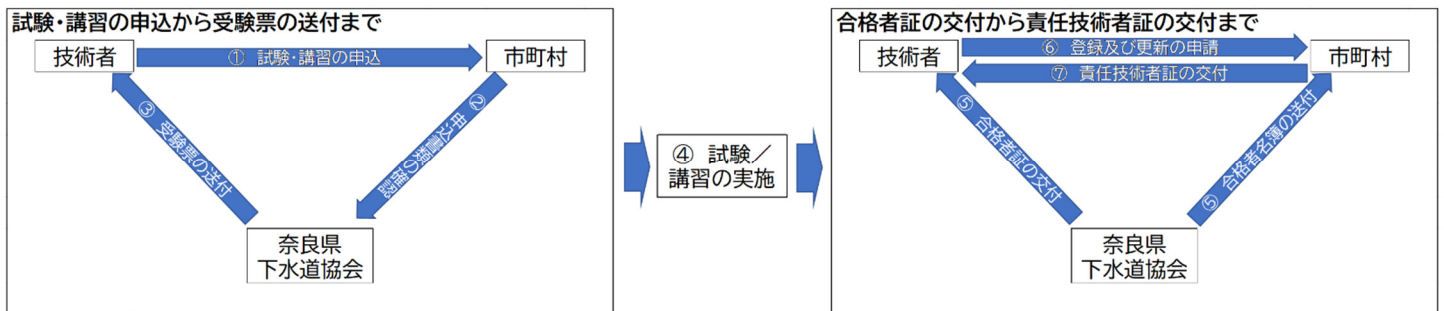 試験・講習の申込から受験票の送付まで
技術者
① 試験・講習の申込
市町村
② 申込書類の確認
③ 受験票の送付
奈良県
下水道協会
④ 試験／
講習の実施
合格者証の交付から責任技術者証の交付まで
技術者
⑥ 登録及び更新の申請
⑦ 責任技術者証の交付
市町村
⑤ 合格者証の交付
⑤ 合格者名簿の送付
奈良県
下水道協会